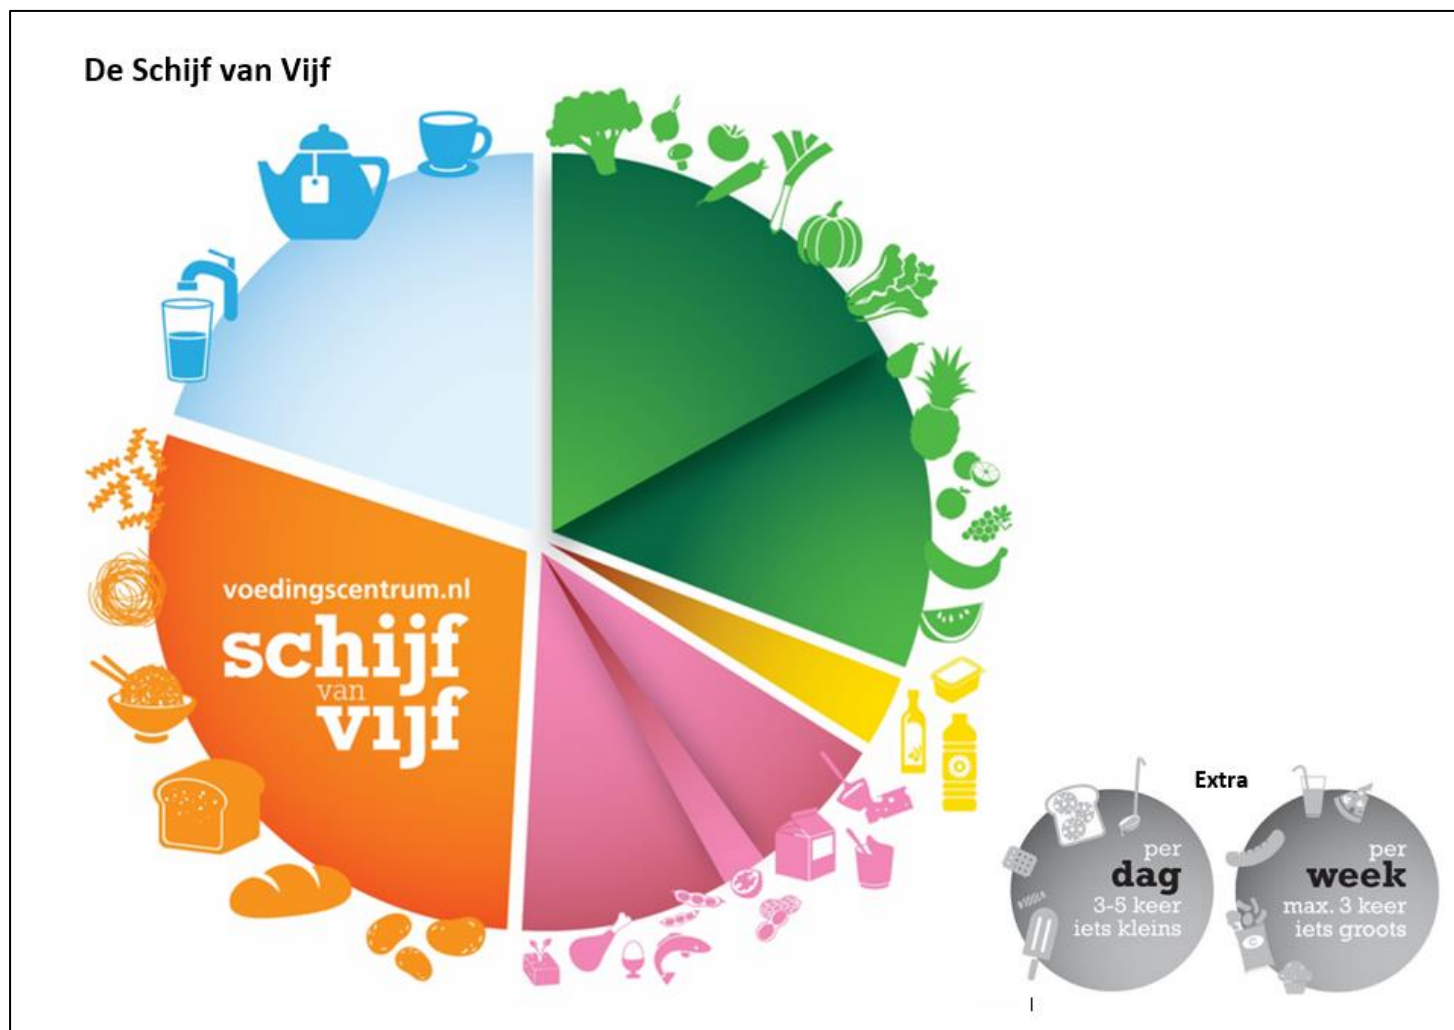 De Schijf van Vijf
voedingscentrum.nl
schijf
van
vijf
Extra
per
dag
3-5 keer
iets kleins
per
week
max. 3 keer
iets groots